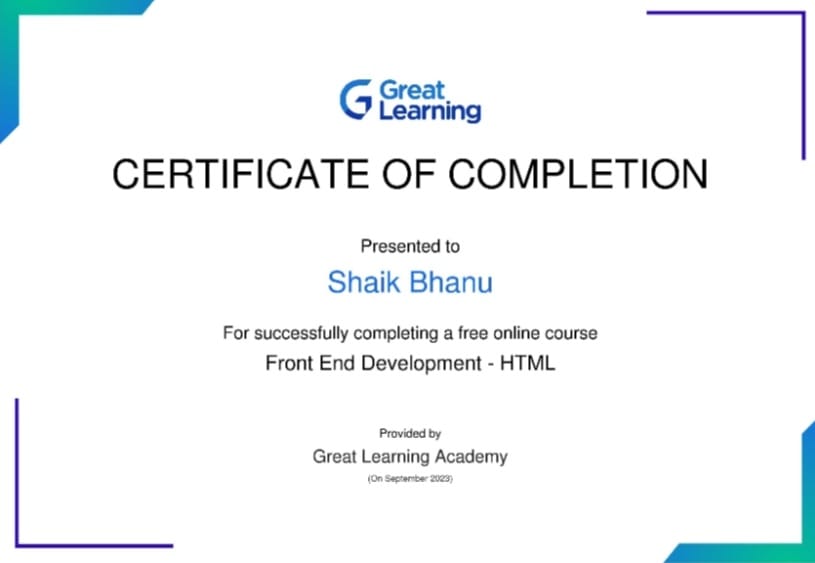 Great
Learning
CERTIFICATE OF COMPLETION
Presented to
Shaik Bhanu
For successfully completing a free online course
Front End Development - HTML
Provided by
Great Learning Academy
(On September 2023)